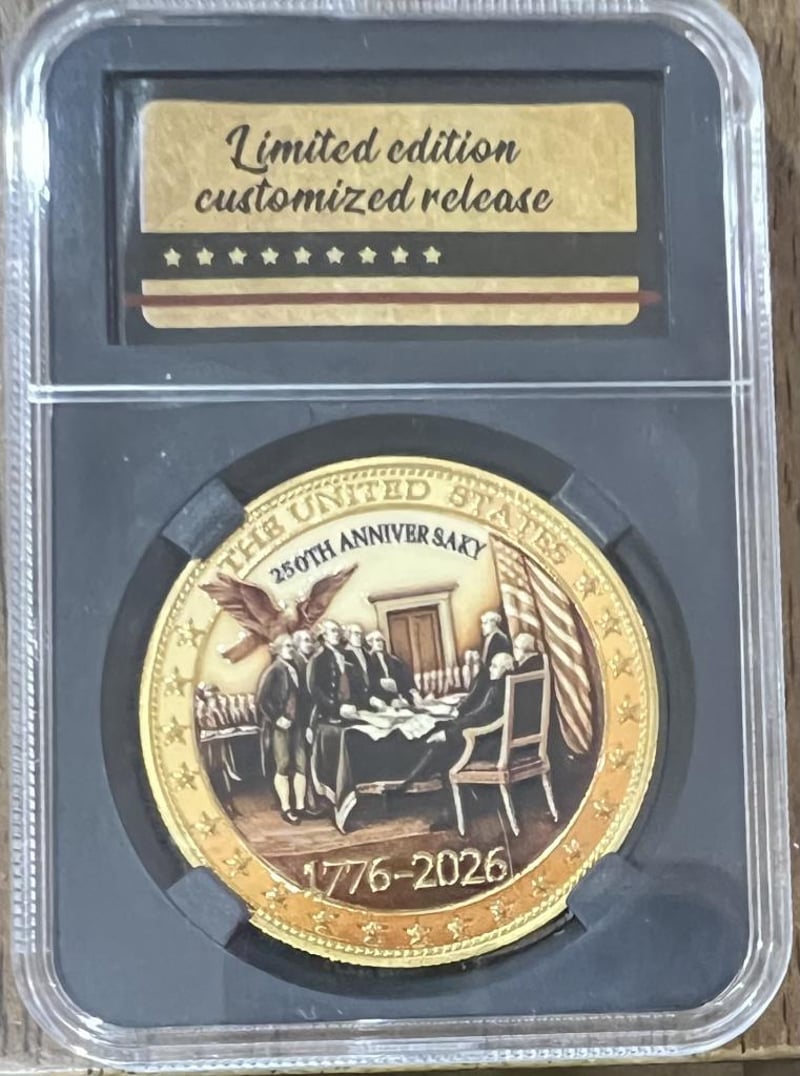 Limited edition
customized release
THE UNITED STATES
250TH ANNIVERSAKY
1776-2026